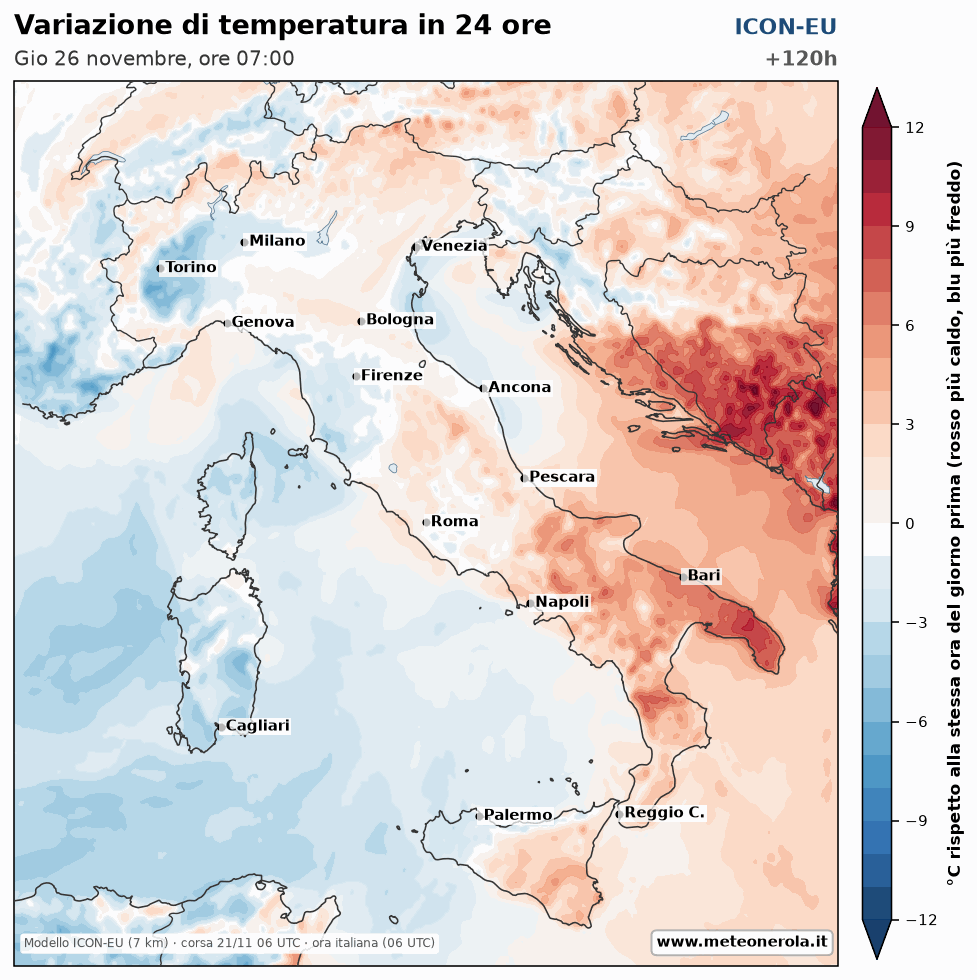 Variazione di temperatura in 24 ore
ICON-EU
Gio 26 novembre, ore 07:00
+120h
Milano
Venezia
Torino
Genova
Bologna
Firenze
Ancona
Pescara
Roma
Bari
Napoli
Cagliari
Palermo
Reggio C.
12
9
6
3
0
−3
−6
−9
−12
°C rispetto alla stessa ora del giorno prima (rosso più caldo, blu più freddo)
Modello ICON-EU (7 km) · corsa 21/11 06 UTC · ora italiana (06 UTC)
www.meteonerola.it